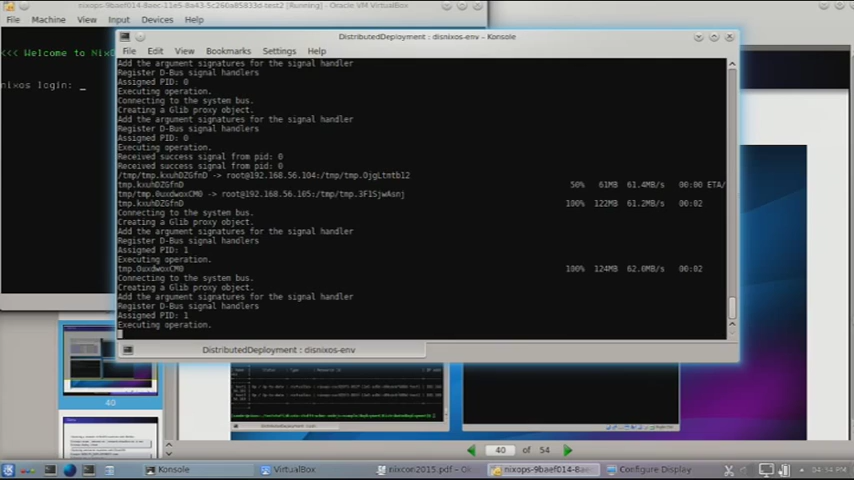 nixops-9baef014-8aec-11e5-8a43-5c260a85833d-test2 [Running] - Oracle VM VirtualBox
File Machine View Input Devices Help
<<< Welcome to NixO
nixos login: _
DistributedDeployment : disnixos-env – Konsole
File Edit View Bookmarks Settings Help
Add the argument signatures for the signal handler
Register D-Bus signal handlers
Assigned PID: 0
Executing operation.
Connecting to the system bus.
Creating a Glib proxy object.
Add the argument signatures for the signal handler
Register D-Bus signal handlers
Assigned PID: 0
Executing operation.
Received success signal from pid: 0
Received success signal from pid: 0
/tmp/tmp.kxuhDZGfnD -> root@192.168.56.104:/tmp/tmp.OjgLtmtb12
tmp.kxuhDZGfnD 50% 61MB 61.4MB/s 00:00 ETA/
tmp/tmp.0uxdwoxCM0 -> root@192.168.56.105:/tmp/tmp.3F1SjwAsnj
tmp.kxuhDZGfnD 100% 122MB 61.2MB/s 00:02
Connecting to the system bus.
Creating a Glib proxy object.
Add the argument signatures for the signal handler
Register D-Bus signal handlers
Assigned PID: 1
Executing operation.
tmp.0uxdwoxCM0 100% 124MB 62.0MB/s 00:02
Connecting to the system bus.
Creating a Glib proxy object.
Add the argument signatures for the signal handler
Register D-Bus signal handlers
Assigned PID: 1
Executing operation.
DistributedDeployment : disnixos-env
40
40 of 54
Konsole
VirtualBox
nixcon2015.pdf – Ok
nixops-9baef014-8aec
Configure Display
04:54 PM